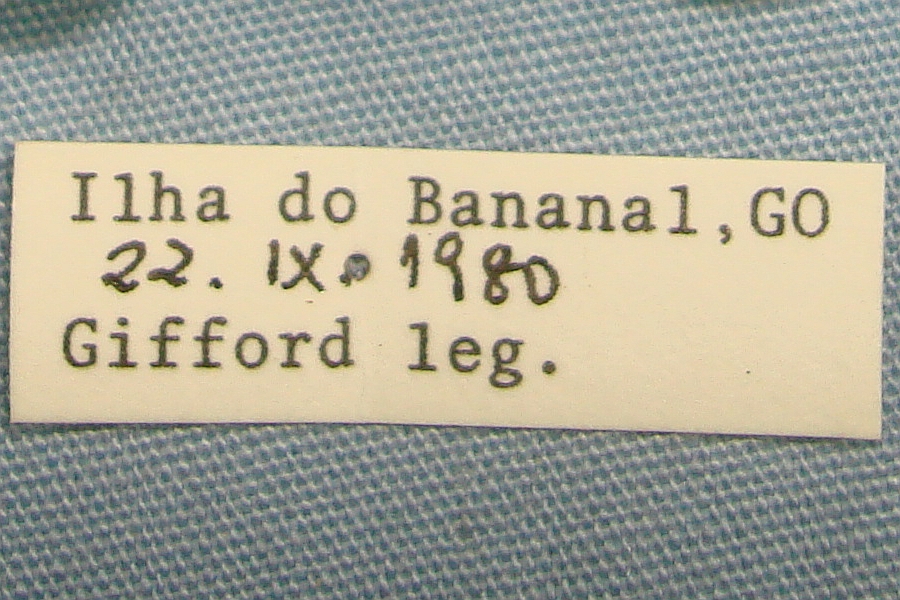 Ilha do Bananal,GO
22. IX. 1980
Gifford leg.